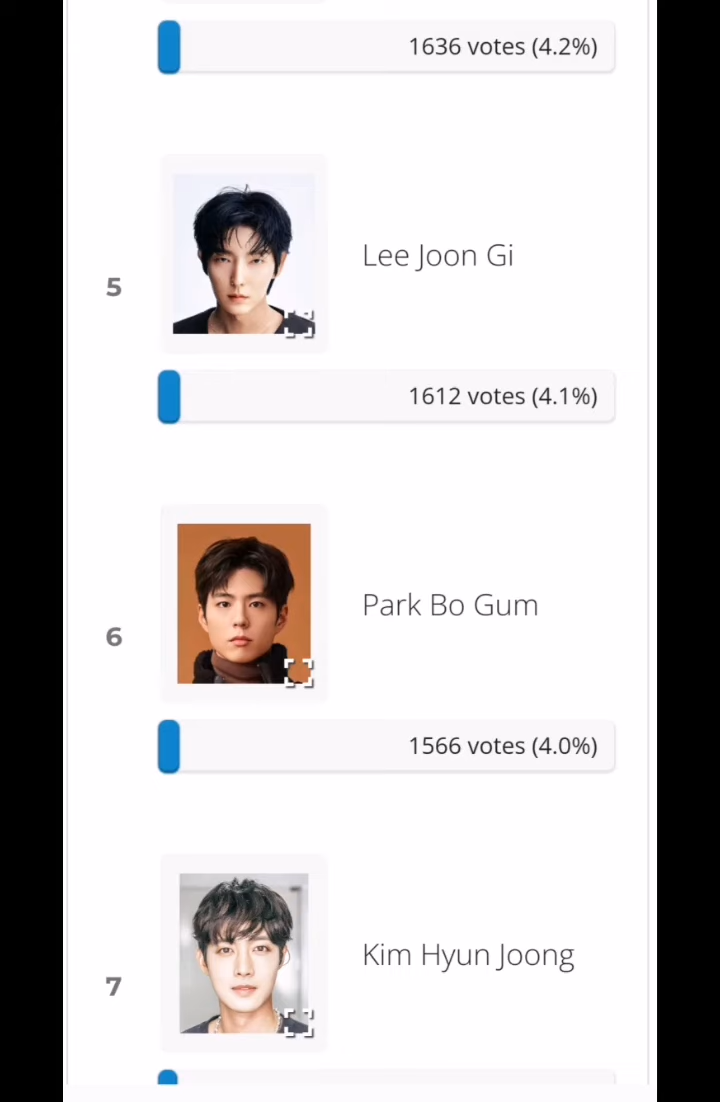 1636 votes (4.2%)
5
Lee Joon Gi
1612 votes (4.1%)
6
Park Bo Gum
1566 votes (4.0%)
7
Kim Hyun Joong